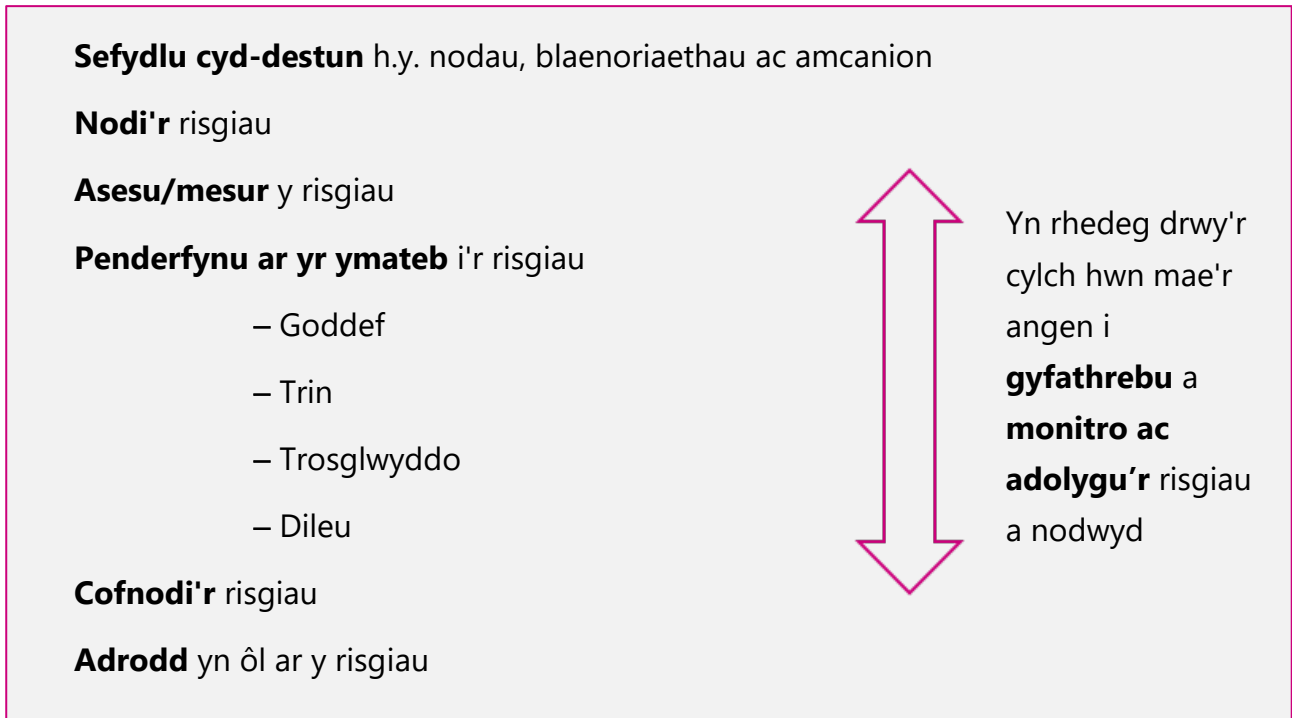 Sefydlu cyd-destun h.y. nodau, blaenoriaethau ac amcanion
Nodi'r risgiau
Asesu/mesur y risgiau
Penderfynu ar yr ymateb i'r risgiau
– Goddef
– Trin
– Trosglwyddo
– Dileu
Cofnodi'r risgiau
Adrodd yn ôl ar y risgiau
Yn rhedeg drwy'r
cylch hwn mae'r
angen i
gyfathrebu a
monitro ac
adolygu’r risgiau
a nodwyd